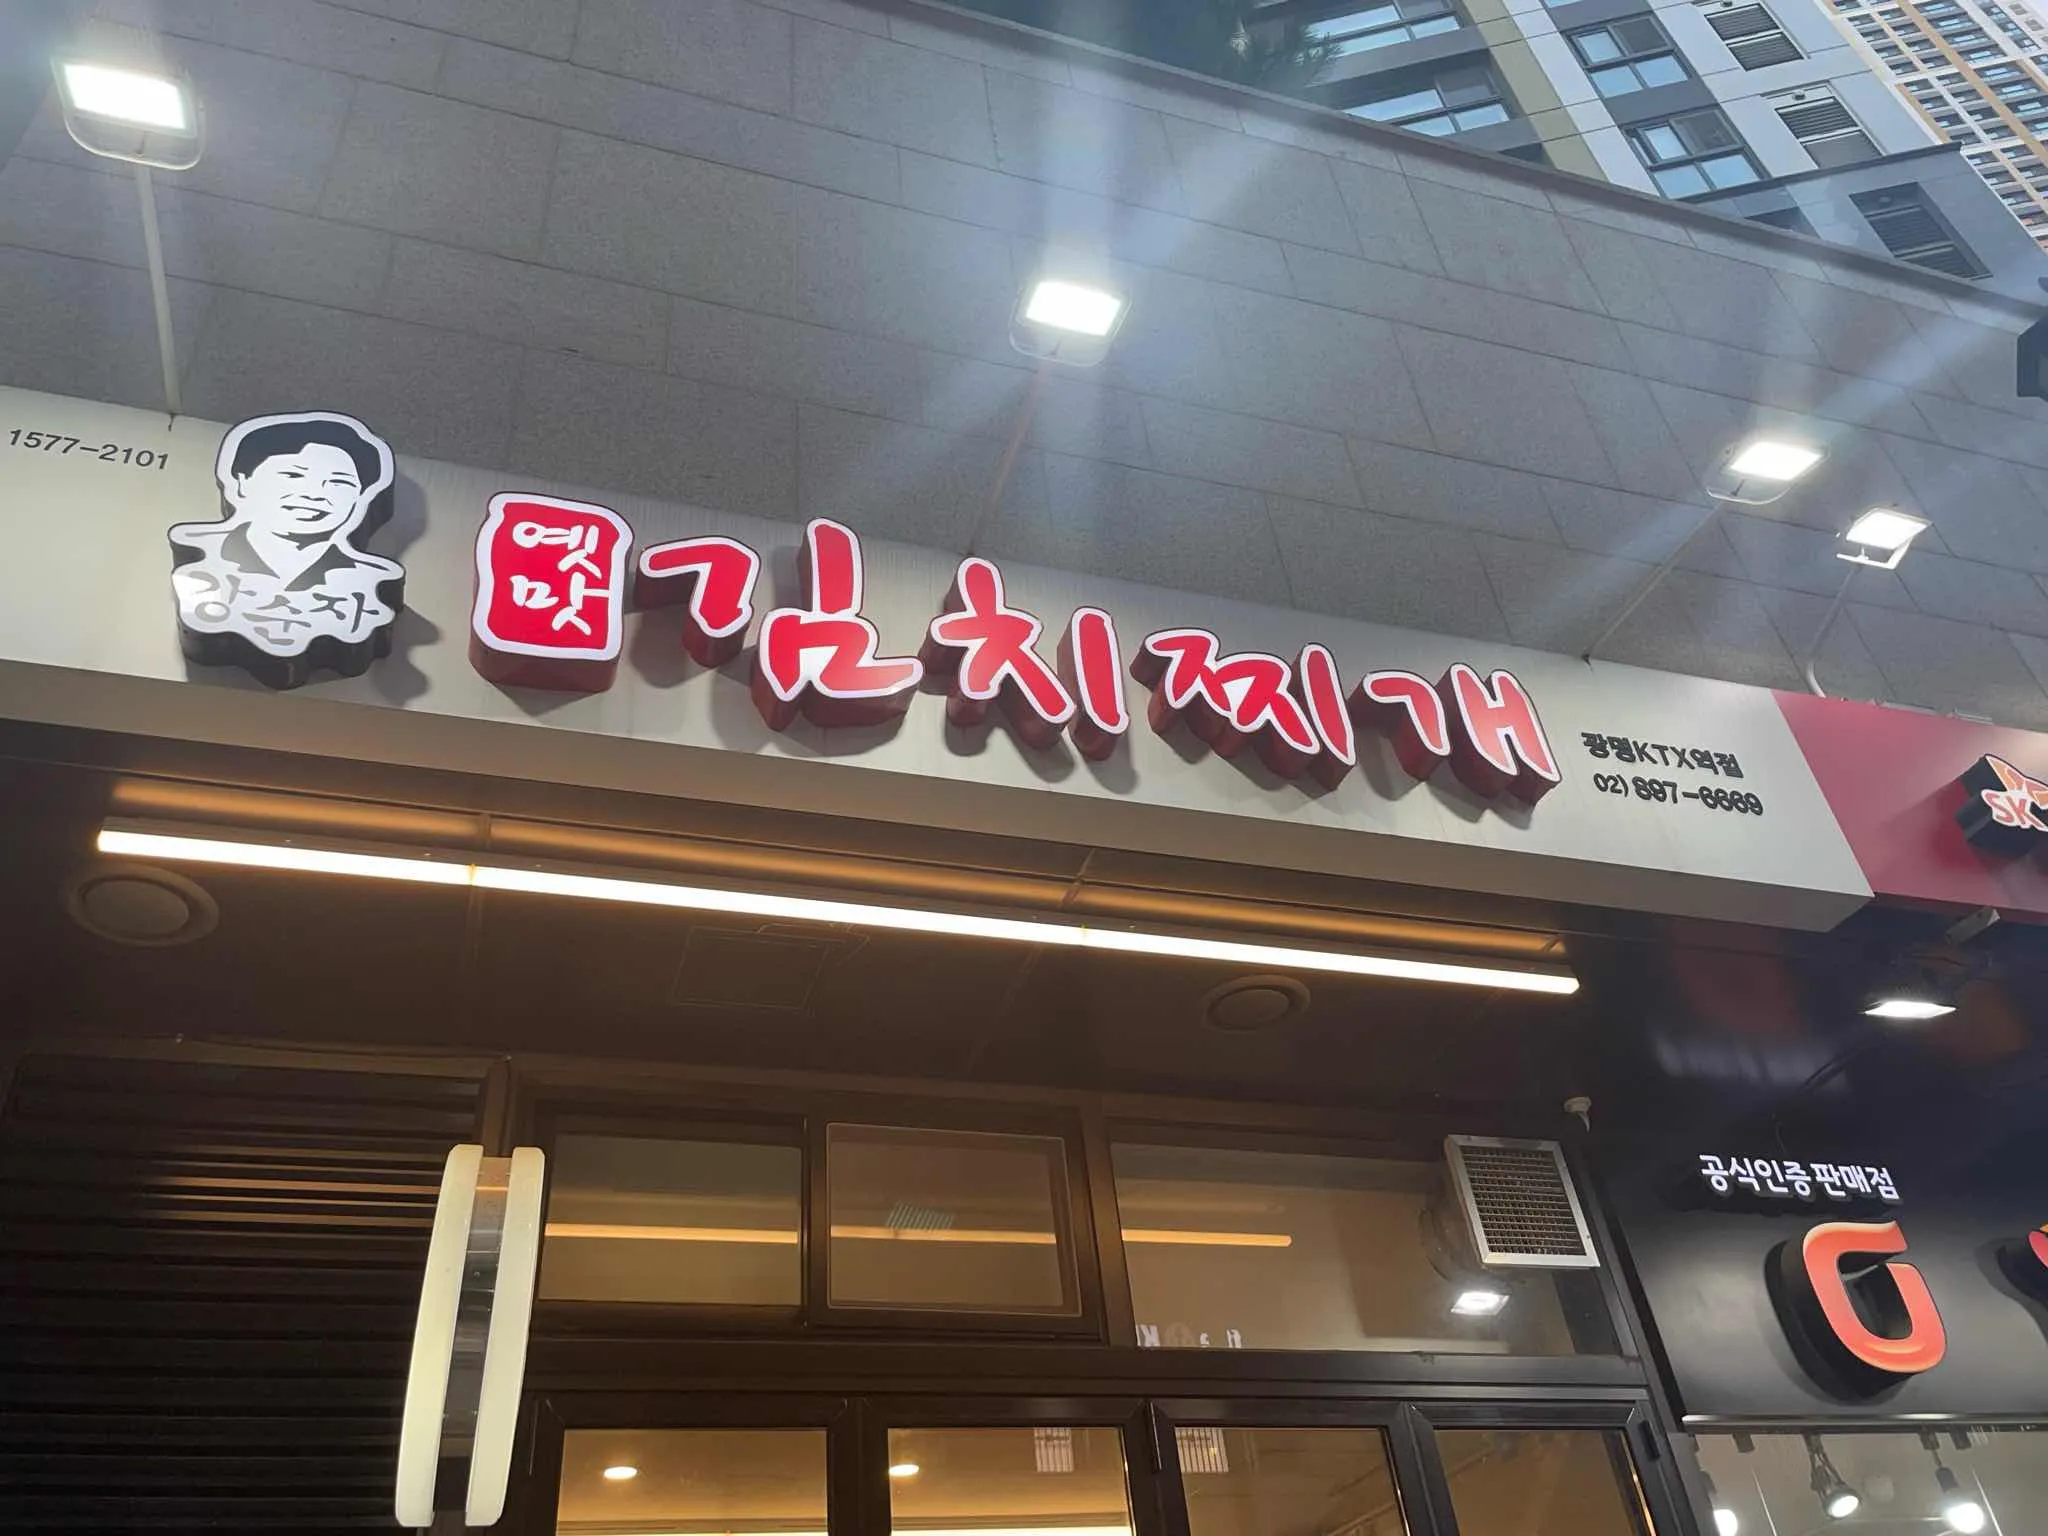 1577-2101
강순자
옛
맛
김치찌개
광명KTX역점
02) 897-6669
SK
공식인증판매점